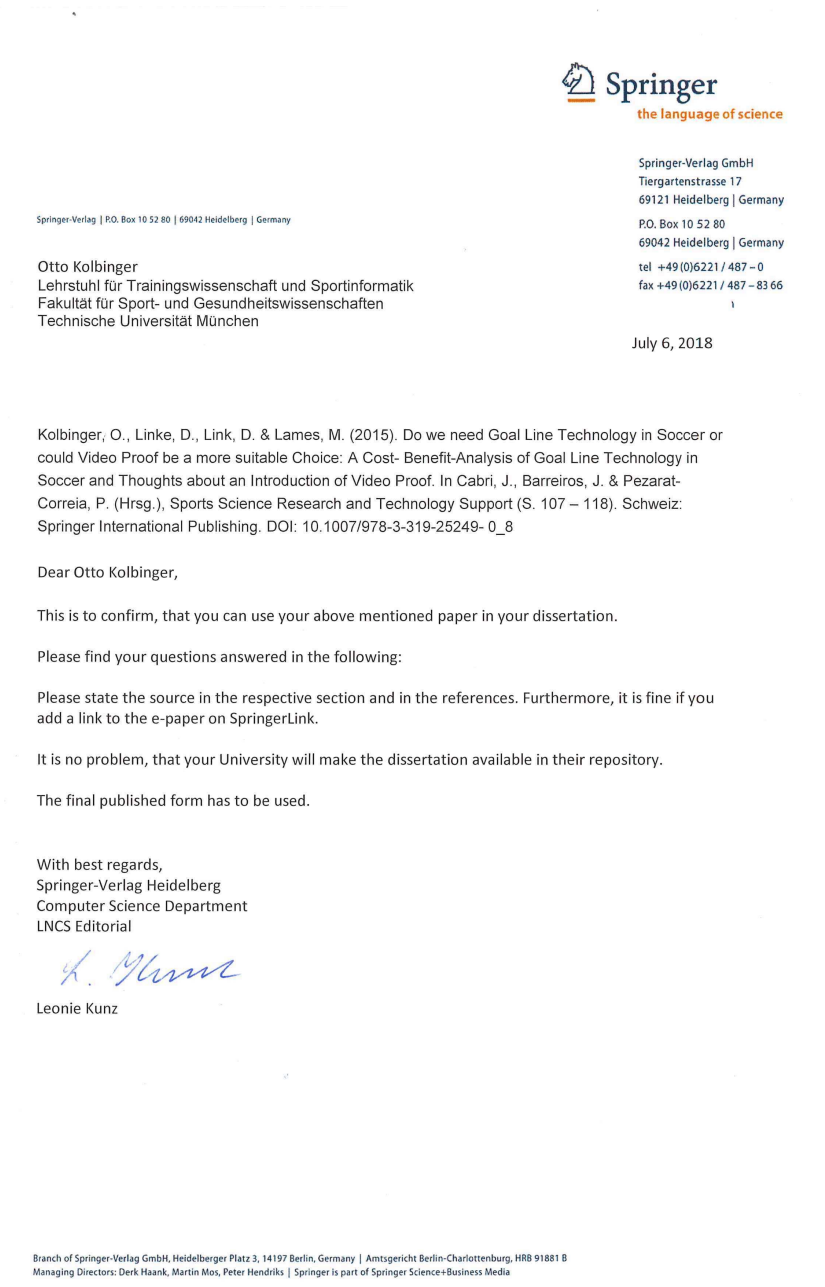 Springer
the language of science
Springer-Verlag GmbH
Tiergartenstrasse 17
69121 Heidelberg | Germany
P.O. Box 10 52 80
69042 Heidelberg | Germany
tel +49 (0)6221 / 487 – 0
fax +49 (0)6221 / 487 – 83 66
Springer-Verlag | P.O. Box 10 52 80 | 69042 Heidelberg | Germany
Otto Kolbinger
Lehrstuhl für Trainingswissenschaft und Sportinformatik
Fakultät für Sport- und Gesundheitswissenschaften
Technische Universität München
July 6, 2018
Kolbinger, O., Linke, D., Link, D. & Lames, M. (2015). Do we need Goal Line Technology in Soccer or
could Video Proof be a more suitable Choice: A Cost- Benefit-Analysis of Goal Line Technology in
Soccer and Thoughts about an Introduction of Video Proof. In Cabri, J., Barreiros, J. & Pezarat-
Correia, P. (Hrsg.), Sports Science Research and Technology Support (S. 107 – 118). Schweiz:
Springer International Publishing. DOI: 10.1007/978-3-319-25249- 0_8
Dear Otto Kolbinger,
This is to confirm, that you can use your above mentioned paper in your dissertation.
Please find your questions answered in the following:
Please state the source in the respective section and in the references. Furthermore, it is fine if you
add a link to the e-paper on SpringerLink.
It is no problem, that your University will make the dissertation available in their repository.
The final published form has to be used.
With best regards,
Springer-Verlag Heidelberg
Computer Science Department
LNCS Editorial
L. Kunz
Leonie Kunz
Branch of Springer-Verlag GmbH, Heidelberger Platz 3, 14197 Berlin, Germany | Amtsgericht Berlin-Charlottenburg, HRB 91881 B
Managing Directors: Derk Haank, Martin Mos, Peter Hendriks | Springer is part of Springer Science+Business Media